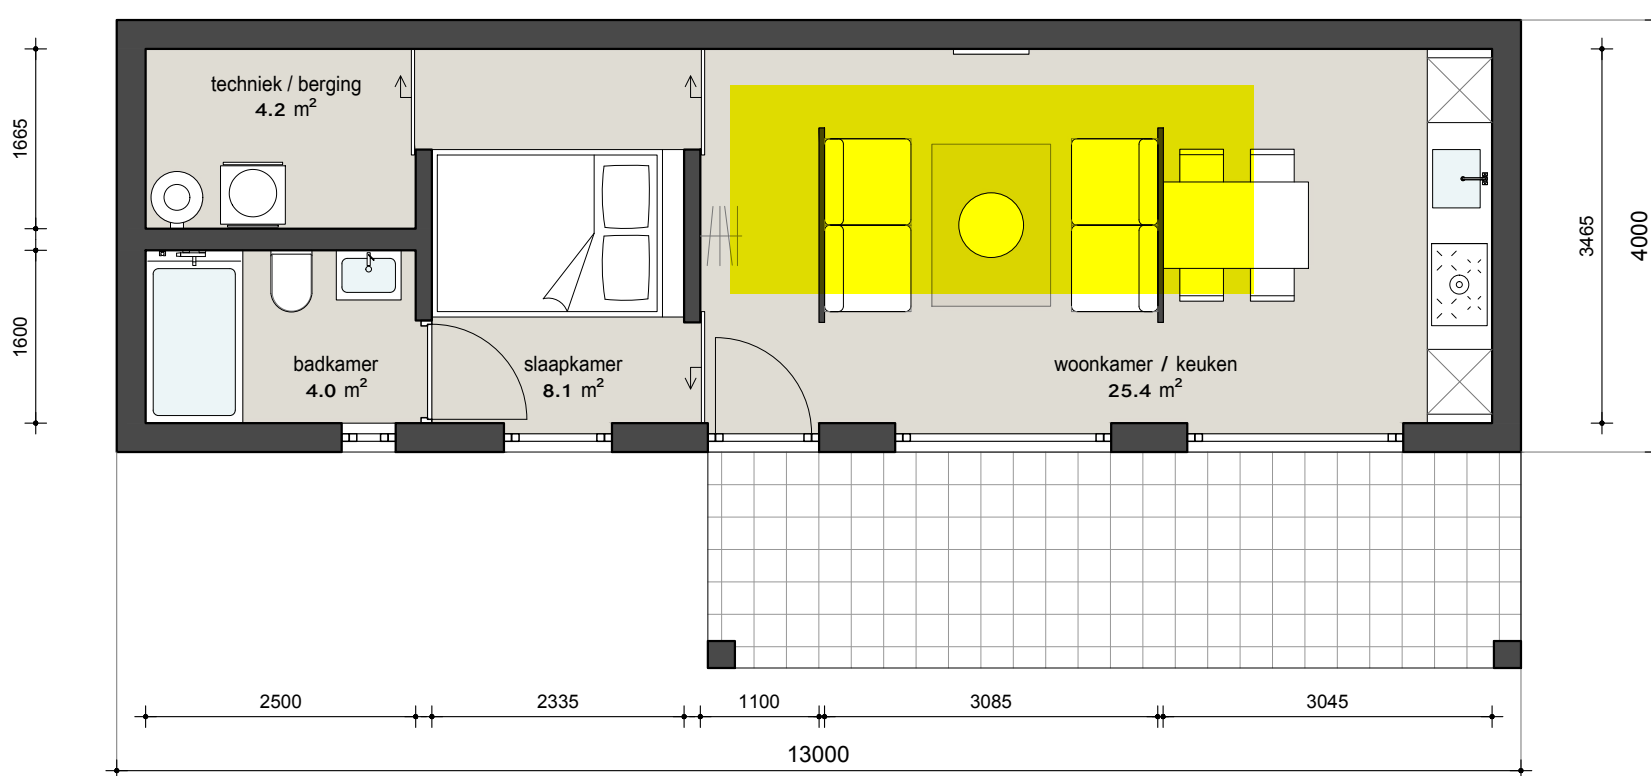 techniek / berging
4.2 m²
badkamer
4.0 m²
slaapkamer
8.1 m²
woonkamer / keuken
25.4 m²
1665
1600
3465
4000
2500
2335
1100
3085
3045
13000